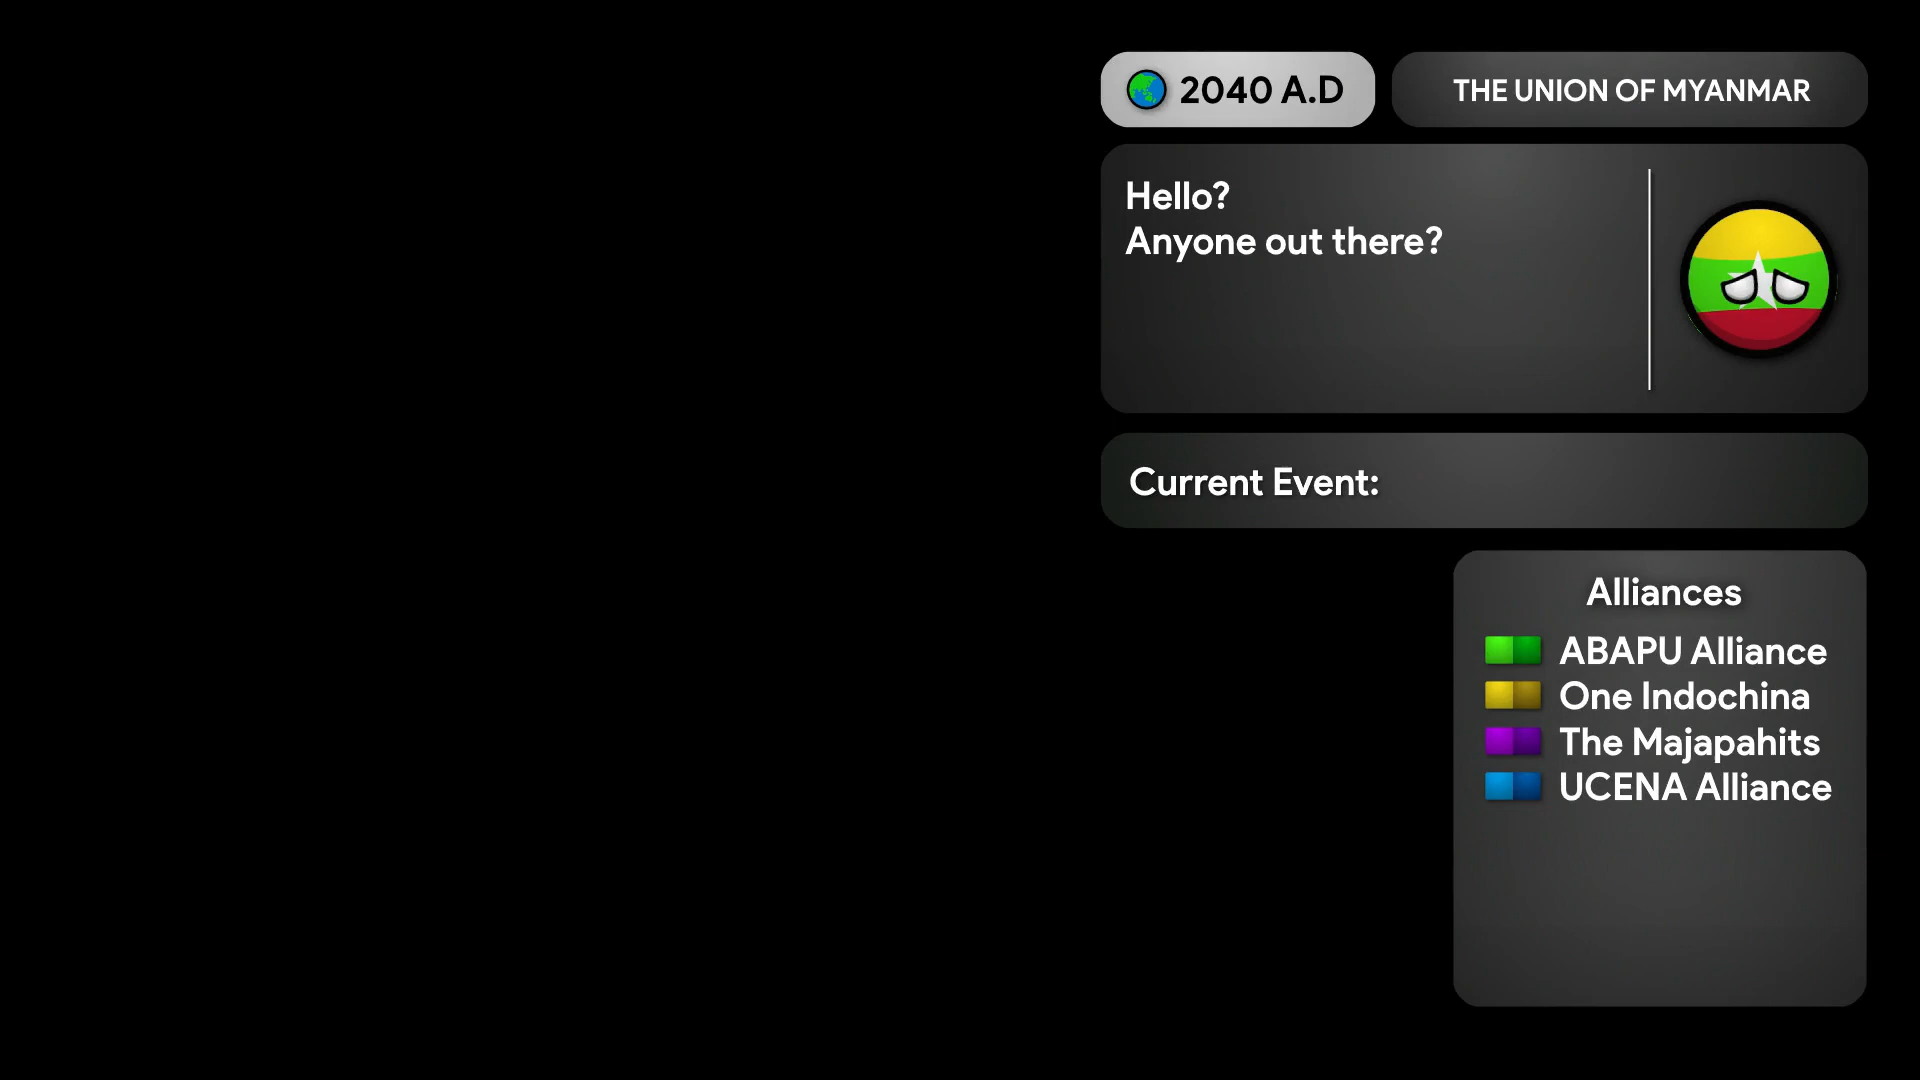 2040 A.D
THE UNION OF MYANMAR
Hello?
Anyone out there?
Current Event:
Alliances
ABAPU Alliance
One Indochina
The Majapahits
UCENA Alliance